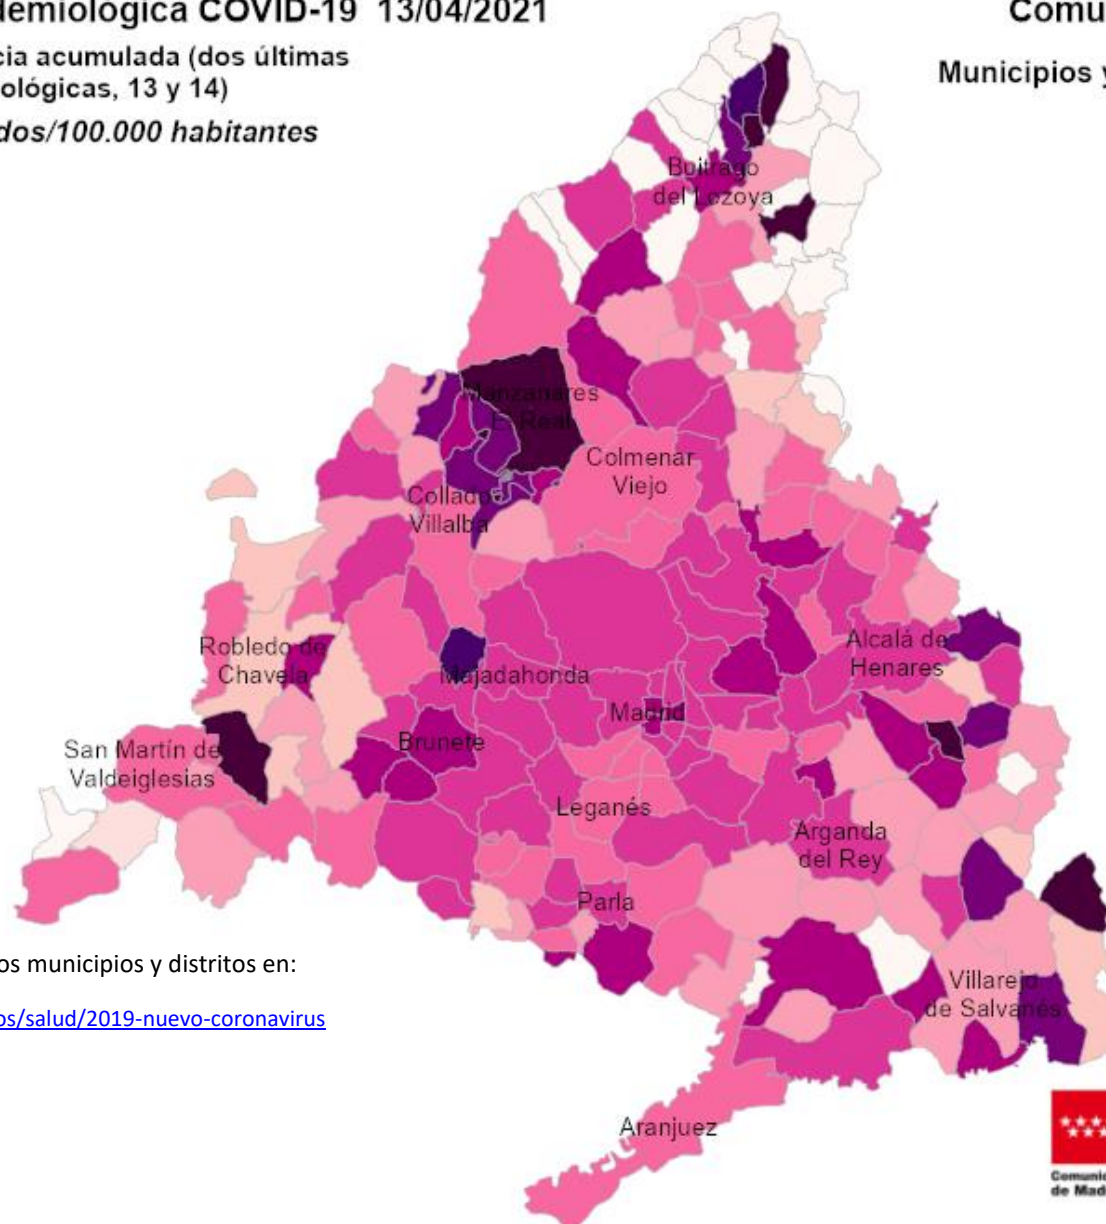 demiológica COVID-19 13/04/2021
Comu
cia acumulada (dos últimas
ológicas, 13 y 14)
Municipios y
dos/100.000 habitantes
Buitrago
del Lozoya
Manzanares
El Real
Colmenar
Viejo
Collado
Villalba
Robledo de
Chavela
Majadahonda
Alcalá de
Henares
Madrid
Brunete
San Martín de
Valdeiglesias
Leganés
Arganda
del Rey
Parla
os municipios y distritos en:
Villarejo
de Salvanés
os/salud/2019-nuevo-coronavirus
Aranjuez
Comunid
de Mad